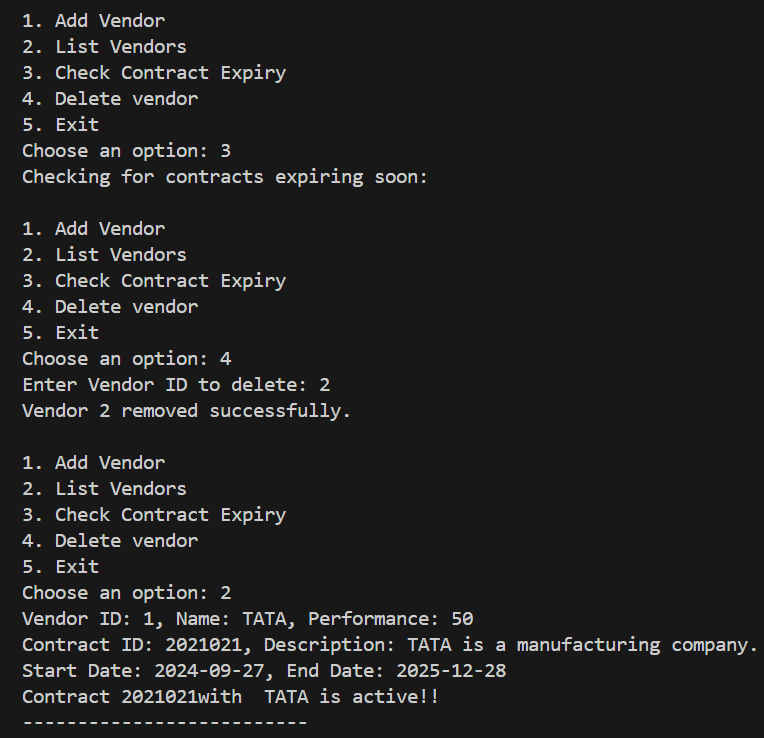 1. Add Vendor
2. List Vendors
3. Check Contract Expiry
4. Delete vendor
5. Exit
Choose an option: 3
Checking for contracts expiring soon:
1. Add Vendor
2. List Vendors
3. Check Contract Expiry
4. Delete vendor
5. Exit
Choose an option: 4
Enter Vendor ID to delete: 2
Vendor 2 removed successfully.
1. Add Vendor
2. List Vendors
3. Check Contract Expiry
4. Delete vendor
5. Exit
Choose an option: 2
Vendor ID: 1, Name: TATA, Performance: 50
Contract ID: 2021021, Description: TATA is a manufacturing company.
Start Date: 2024-09-27, End Date: 2025-12-28
Contract 2021021with  TATA is active!!
--------------------------